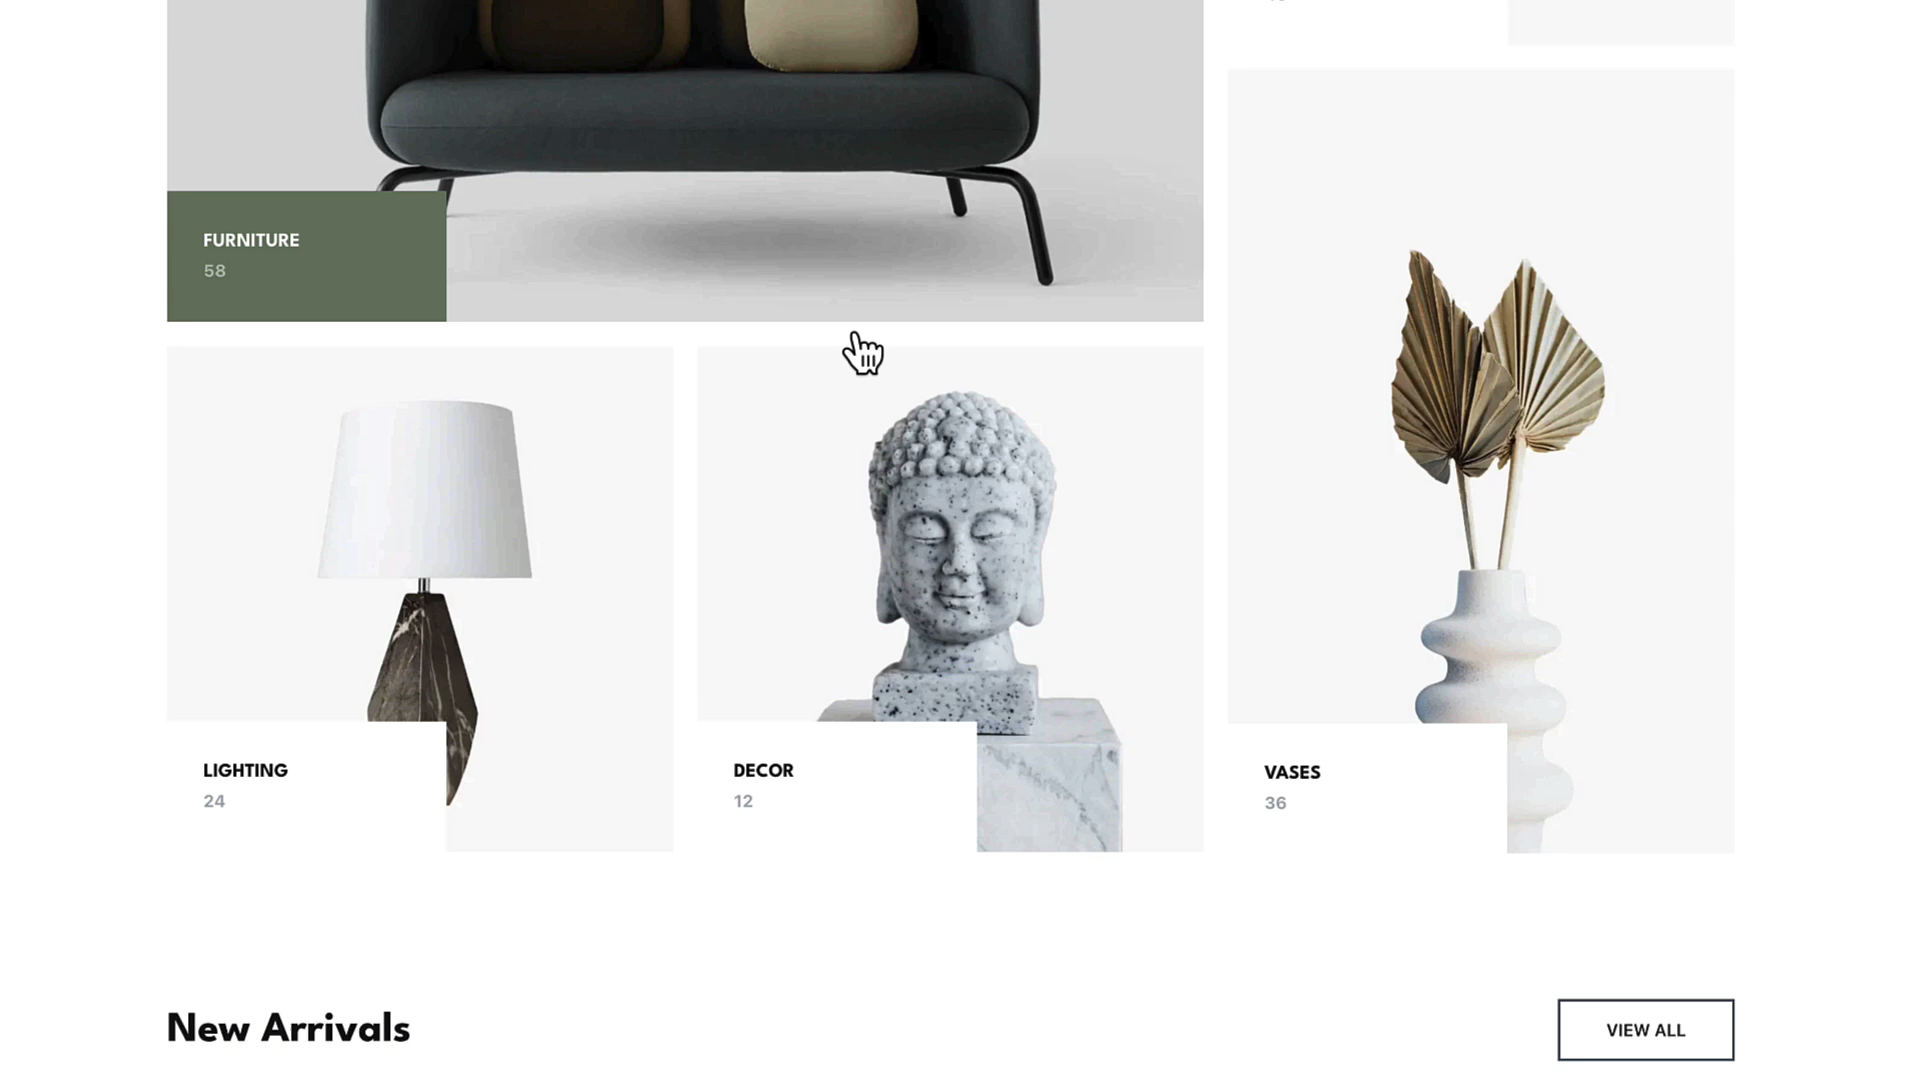 FURNITURE
58
LIGHTING
24
DECOR
12
VASES
36
New Arrivals
VIEW ALL